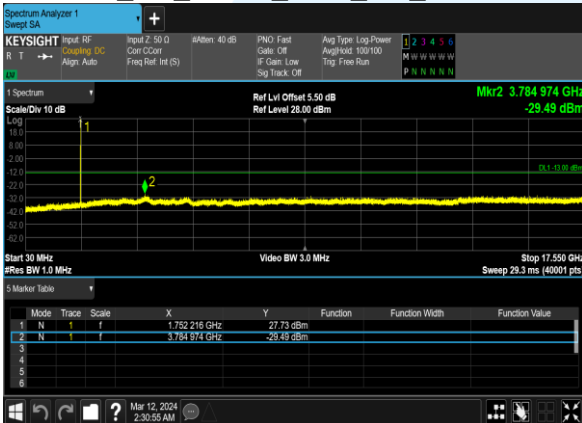 Spectrum Analyzer 1
Swept SA
KEYSIGHT Input: RF Input Z: 50 Ω #Atten: 40 dB PNO: Fast Avg Type: Log-Power 1 2 3 4 5 6
R T Coupling: DC Corr CCorr Gate: Off Avg|Hold: 100/100 M W W W W W
Align: Auto Freq Ref: Int (S) IF Gain: Low Trig: Free Run P N N N N N
LU Sig Track: Off
1 Spectrum Ref Lvl Offset 5.50 dB Mkr2 3.784 974 GHz
Scale/Div 10 dB Ref Level 28.00 dBm -29.49 dBm
Log
18.0
8.00
-2.00
-12.0
-22.0
-32.0
-42.0
-52.0
-62.0
1
2
DL1 -13.00 dBm
Start 30 MHz Video BW 3.0 MHz Stop 17.550 GHz
#Res BW 1.0 MHz Sweep 29.3 ms (40001 pts
5 Marker Table
Mode Trace Scale X Y Function Function Width Function Value
1 N 1 f 1.752 216 GHz 27.73 dBm
2 N 1 f 3.784 974 GHz -29.49 dBm
3
4
5
6
? Mar 12, 2024
2:30:55 AM